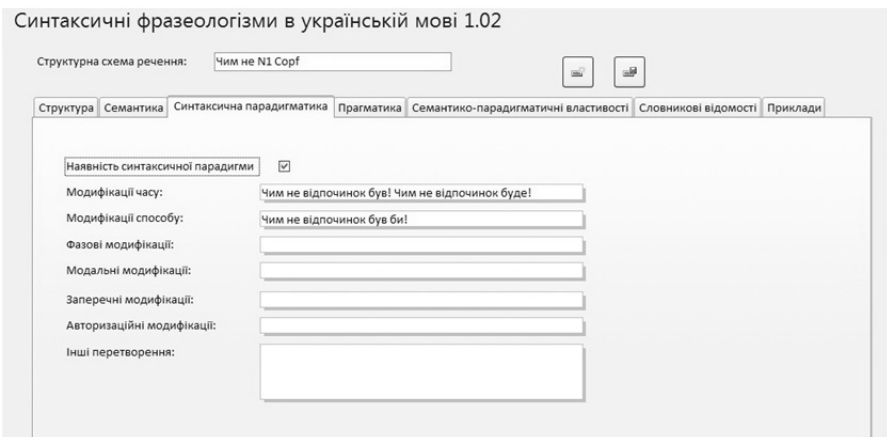 Синтаксичні фразеологізми в українській мові 1.02
Структурна схема речення: Чим не N1 Copf
Структура Семантика Синтаксична парадигматика Прагматика Семантико-парадигматичні властивості Словникові відомості Приклади
Наявність синтаксичної парадигми
Модифікації часу: Чим не відпочинок був! Чим не відпочинок буде!
Модифікації способу: Чим не відпочинок був би!
Фазові модифікації:
Модальні модифікації:
Заперечні модифікації:
Авторизаційні модифікації:
Інші перетворення: